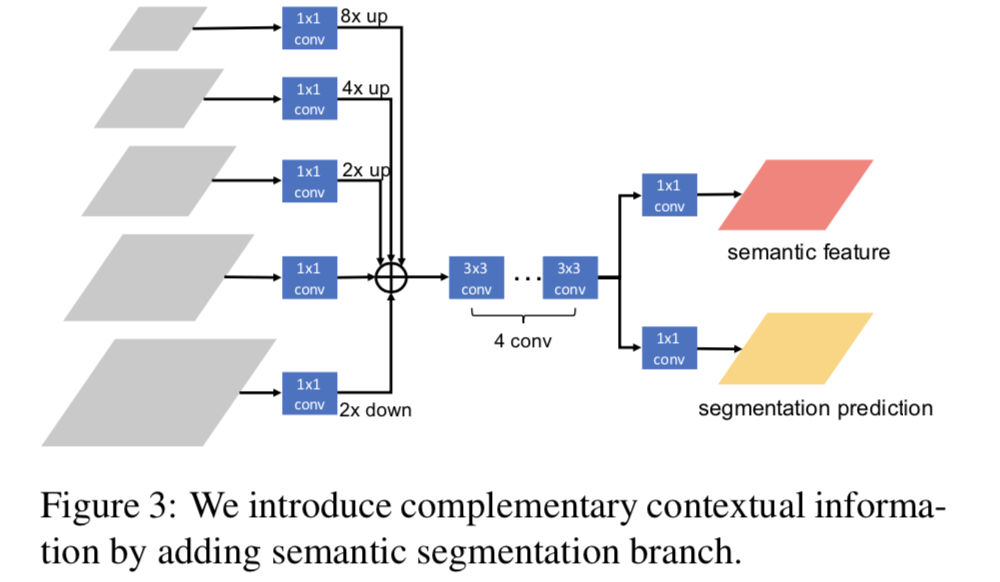 1x1
conv
8x up
1x1
conv
4x up
1x1
conv
2x up
1x1
conv
1x1
conv
2x down
3x3
conv
...
3x3
conv
4 conv
1x1
conv
semantic feature
1x1
conv
segmentation prediction
Figure 3: We introduce complementary contextual informa-
tion by adding semantic segmentation branch.